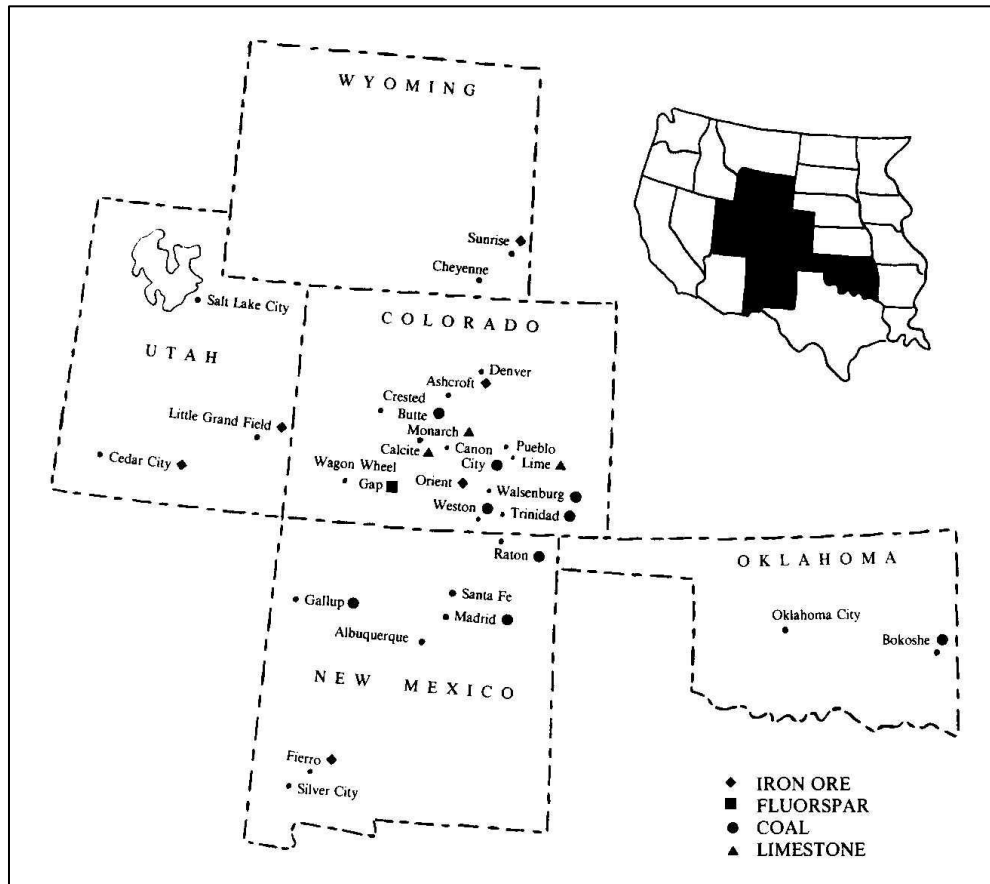 WYOMING
Sunrise
Cheyenne
Salt Lake City
UTAH
Little Grand Field
Cedar City
COLORADO
Denver
Ashcroft
Crested
Butte
Monarch
Calcite
Canon
City
Pueblo
Lime
Wagon Wheel
Gap
Orient
Walsenburg
Weston
Trinidad
Raton
Gallup
Santa Fe
Madrid
Albuquerque
NEW MEXICO
Fierro
Silver City
OKLAHOMA
Oklahoma City
Bokoshe
IRON ORE
FLUORSPAR
COAL
LIMESTONE